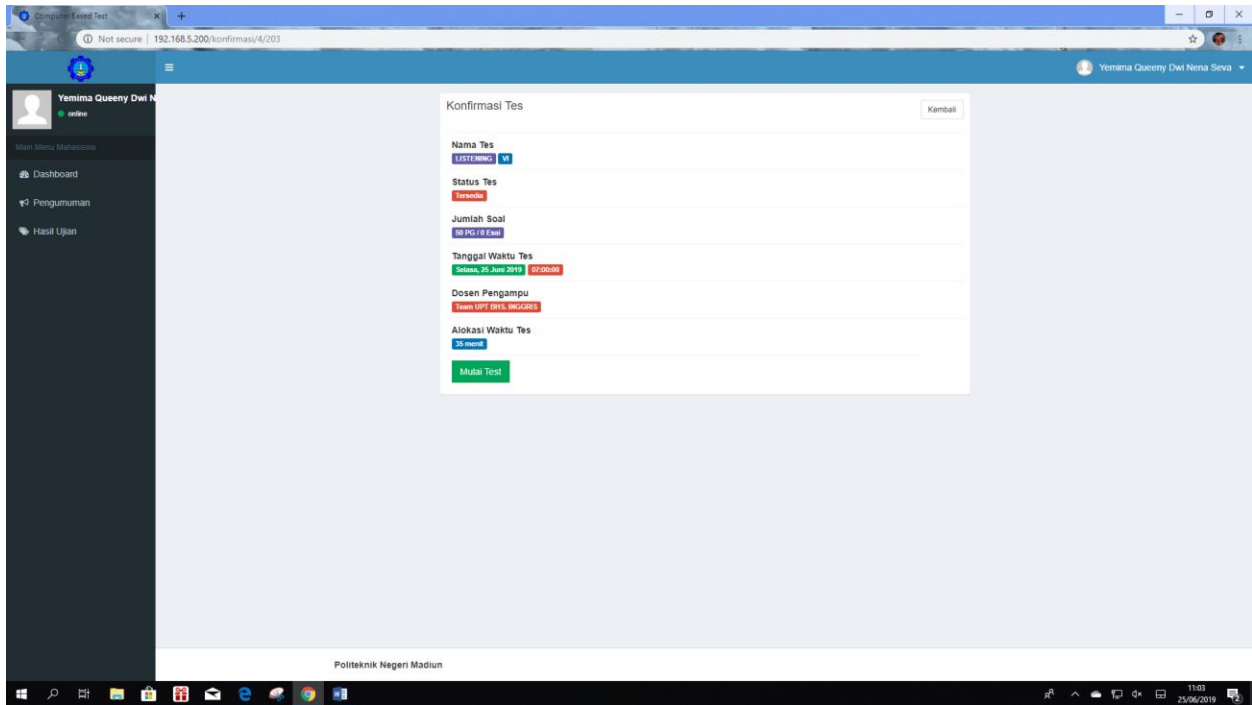 Computer Based Test
Not secure | 192.168.5.200/konfirmasi/4/203
Yemima Queeny Dwi Nena Seva
Yemima Queeny Dwi N
online
Main Menu Mahasiswa
Dashboard
Pengumuman
Hasil Ujian
Konfirmasi Tes
Kembali
Nama Tes
LISTENING VI
Status Tes
Tersedia
Jumlah Soal
50 PG / 0 Esai
Tanggal Waktu Tes
Selasa, 25 Juni 2019 07:00:00
Dosen Pengampu
Team UPT BHS. INGGRIS
Alokasi Waktu Tes
35 menit
Mulai Test
Politeknik Negeri Madiun
11:03
25/06/2019
2